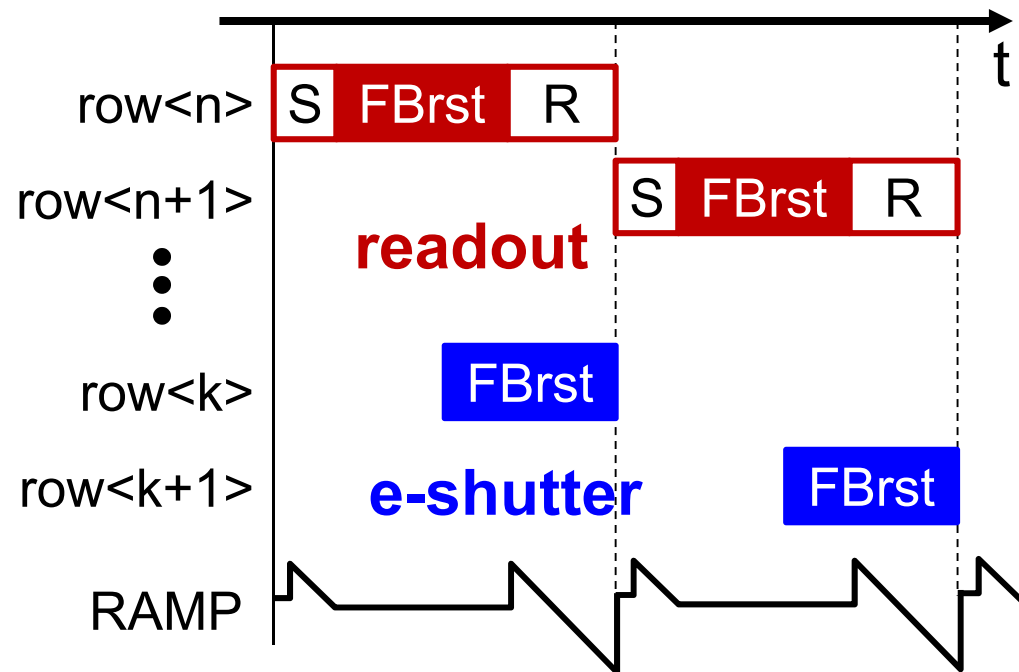 t
row<n> S FBrst R
row<n+1> S FBrst R
readout
row<k> FBrst
row<k+1> e-shutter FBrst
RAMP